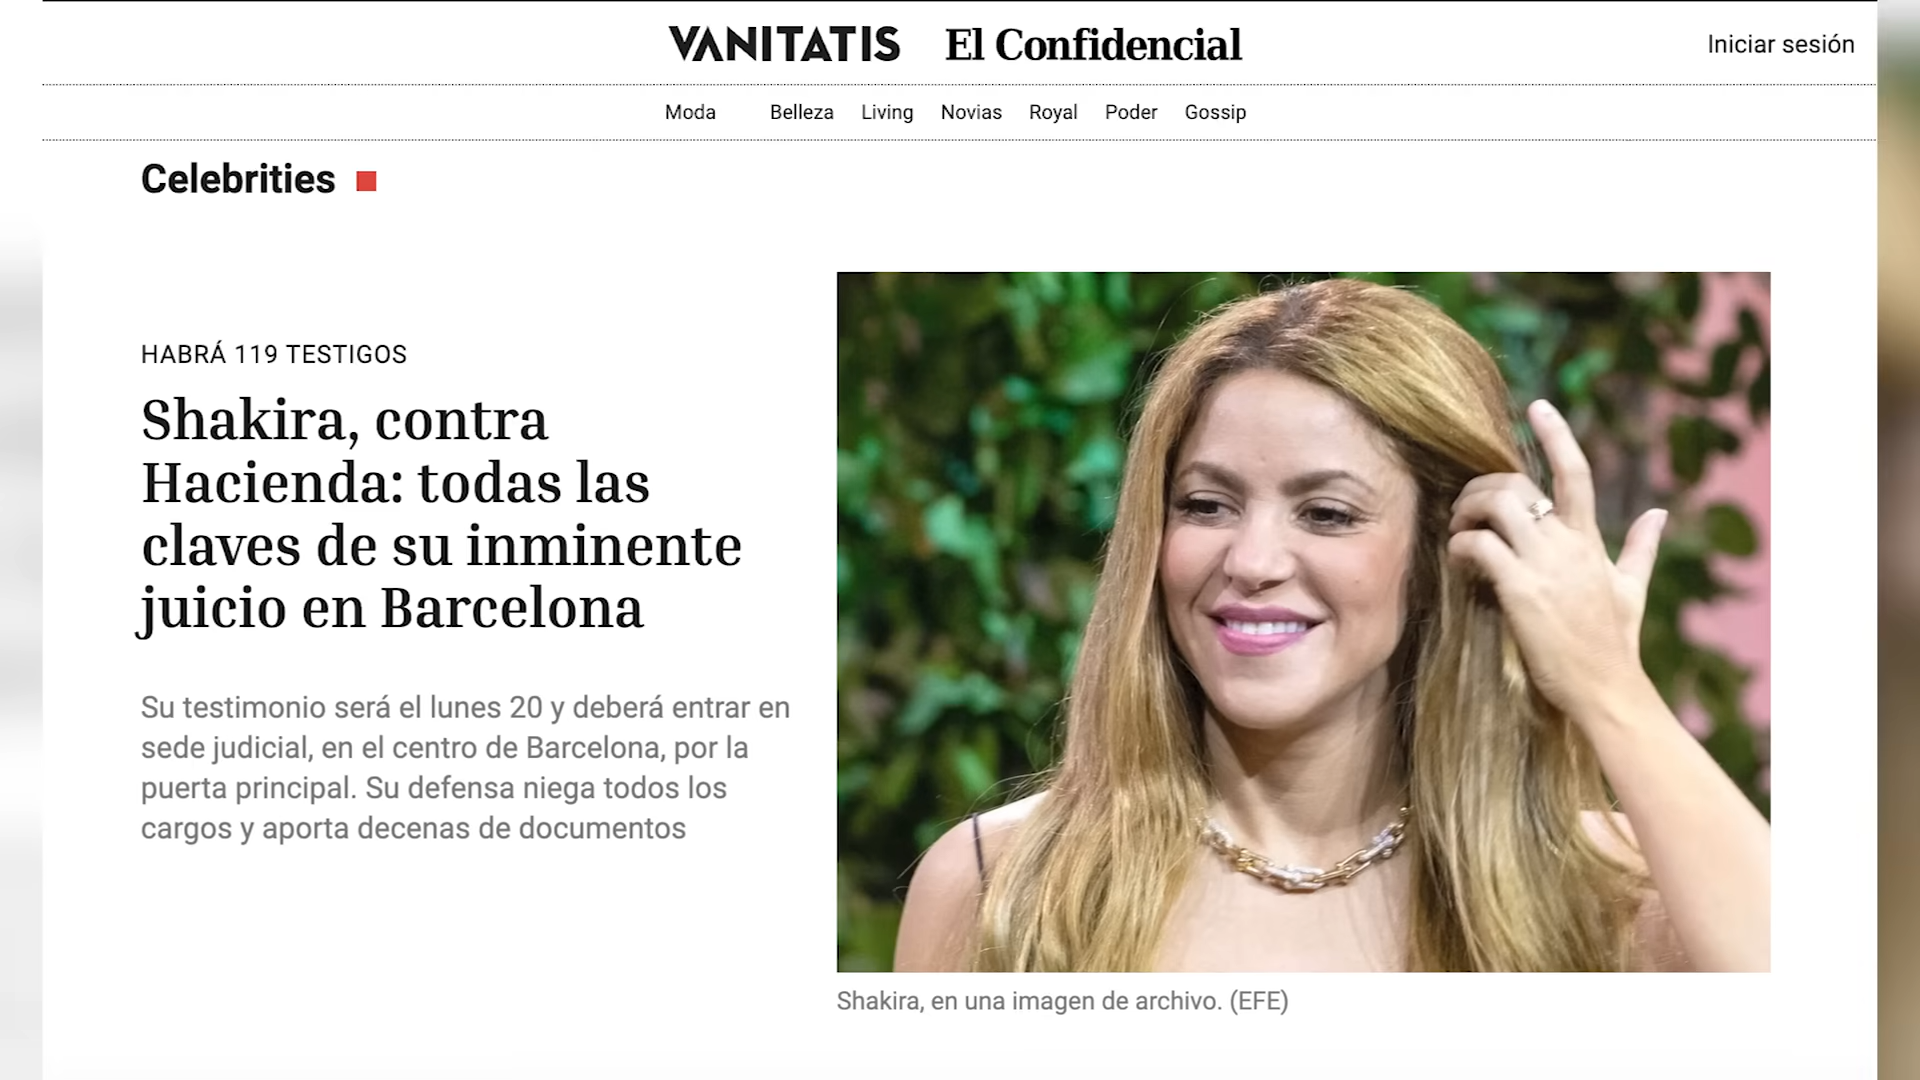 VANITATIS El Confidencial
Iniciar sesión
Moda Belleza Living Novias Royal Poder Gossip
Celebrities
HABRÁ 119 TESTIGOS
Shakira, contra
Hacienda: todas las
claves de su inminente
juicio en Barcelona
Su testimonio será el lunes 20 y deberá entrar en
sede judicial, en el centro de Barcelona, por la
puerta principal. Su defensa niega todos los
cargos y aporta decenas de documentos
Shakira, en una imagen de archivo. (EFE)